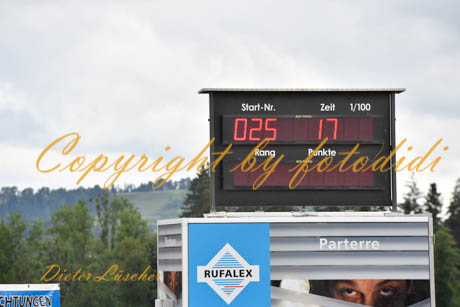 Start-Nr. Zeit 1/100
025 17
Rang Punkte
Copyright by fotodidi
Parterre
RUFALEX
Dieter Lüscher
CHTUNGEN